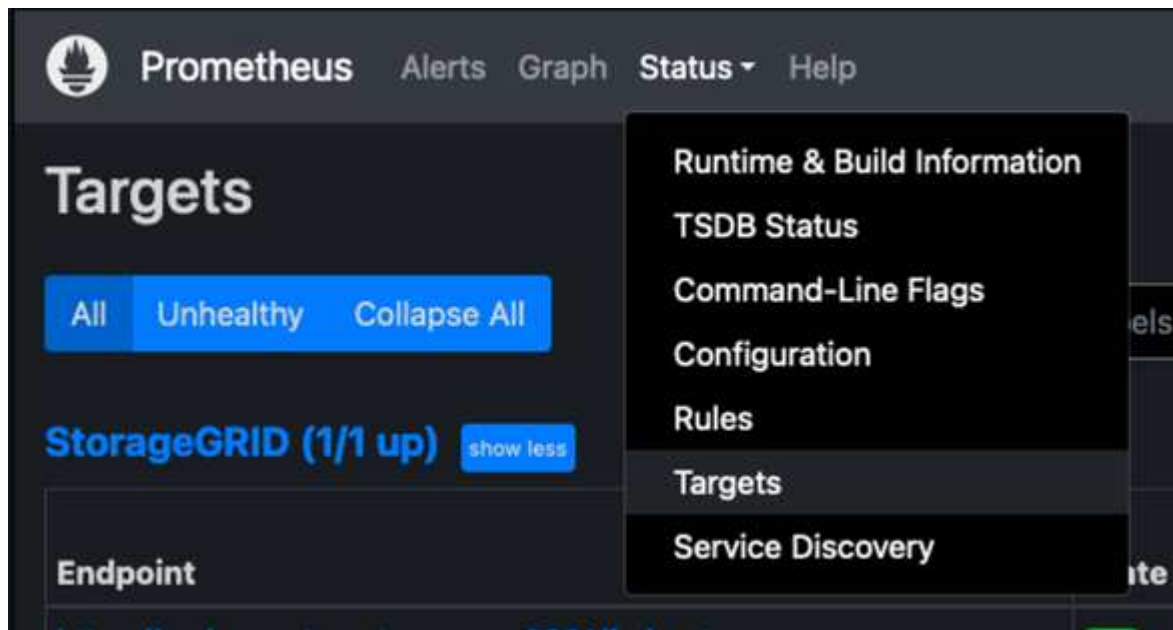 Prometheus Alerts Graph Status Help
Runtime & Build Information
TSDB Status
Command-Line Flags
Configuration
Rules
Targets
Service Discovery
Targets
All Unhealthy Collapse All
StorageGRID (1/1 up) show less
Endpoint